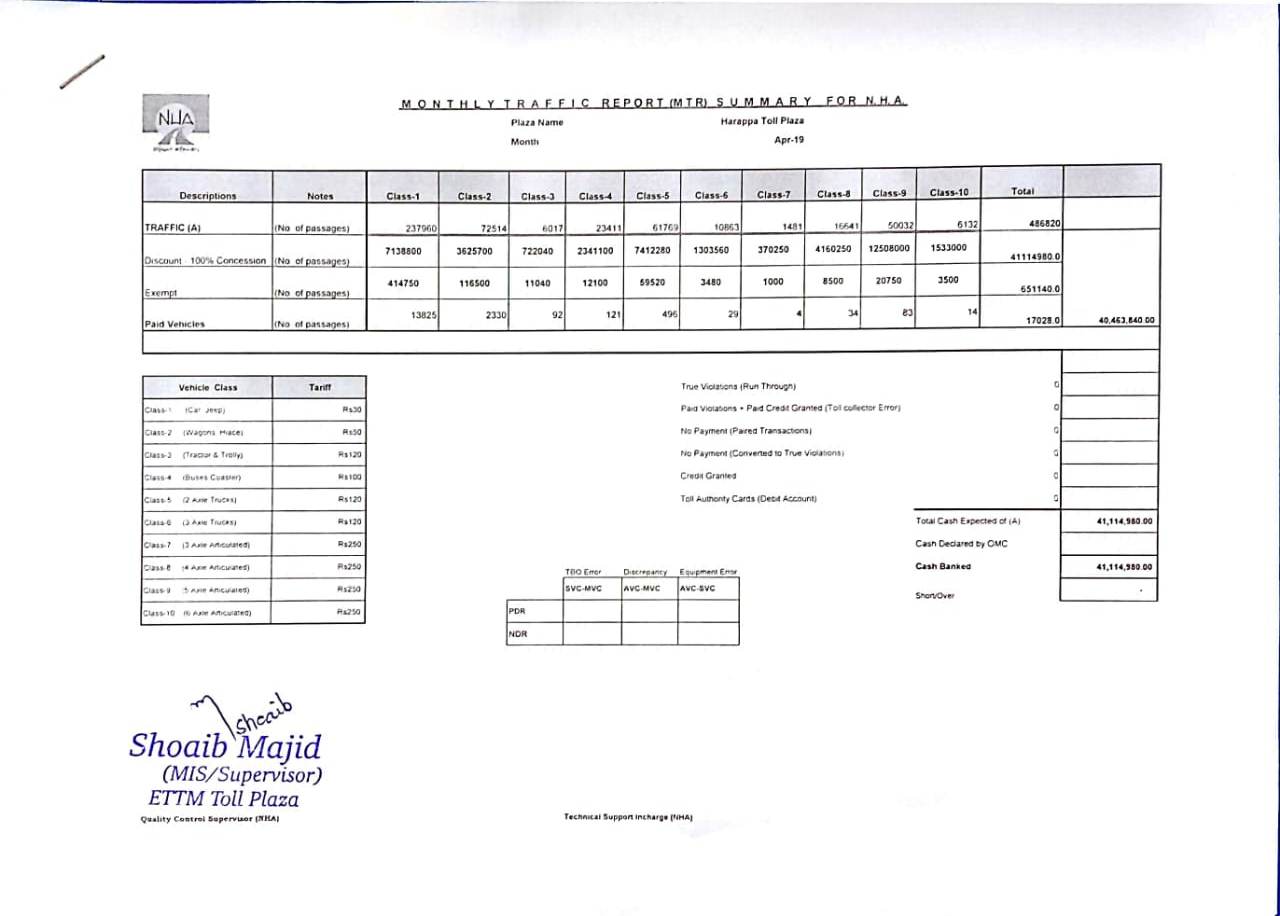 NHA
MONTHLY TRAFFIC REPORT (MTR) SUMMARY FOR N.H.A.
Plaza Name Harappa Toll Plaza
Month Apr-19
Descriptions Notes Class-1 Class-2 Class-3 Class-4 Class-5 Class-6 Class-7 Class-8 Class-9 Class-10 Total
TRAFFIC (A) (No of passages) 237960 72514 6017 23411 61769 10863 1481 16641 50032 6132 486820
Discount - 100% Concession (No of passages) 7138800 3625700 722040 2341100 7412280 1303560 370250 4160250 12508000 1533000 41114980.0
Exempt (No of passages) 414750 116500 11040 12100 59520 3480 1000 8500 20750 3500 651140.0
Paid Vehicles (No of passages) 13825 2330 92 121 496 29 4 34 83 14 17028.0 40,463,840.00
Vehicle Class Tariff
Class-1 (Car Jeep) Rs30
Class-2 (Wagons Hiace) Rs50
Class-3 (Tractor & Trolly) Rs120
Class-4 (Buses Coaster) Rs100
Class-5 (2 Axle Trucks) Rs120
Class-6 (3 Axle Trucks) Rs120
Class-7 (3 Axle Articulated) Rs250
Class-8 (4 Axle Articulated) Rs250
Class-9 (5 Axle Articulated) Rs250
Class-10 (6 Axle Articulated) Rs250
True Violations (Run Through) 0
Paid Violations + Paid Credit Granted (Toll collector Error) 0
No Payment (Paired Transactions) 0
No Payment (Converted to True Violations) 0
Credit Granted 0
Toll Authority Cards (Debit Account) 0
Total Cash Expected of (A) 41,114,980.00
Cash Declared by CMC
Cash Banked 41,114,980.00
Short/Over -
TBO Error Discrepancy Equipment Error
SVC-MVC AVC-MVC AVC-SVC
PDR
NDR
Shoaib
Shoaib Majid
(MIS/Supervisor)
ETTM Toll Plaza
Quality Control Supervisor (NHA) Technical Support Incharge (NHA)